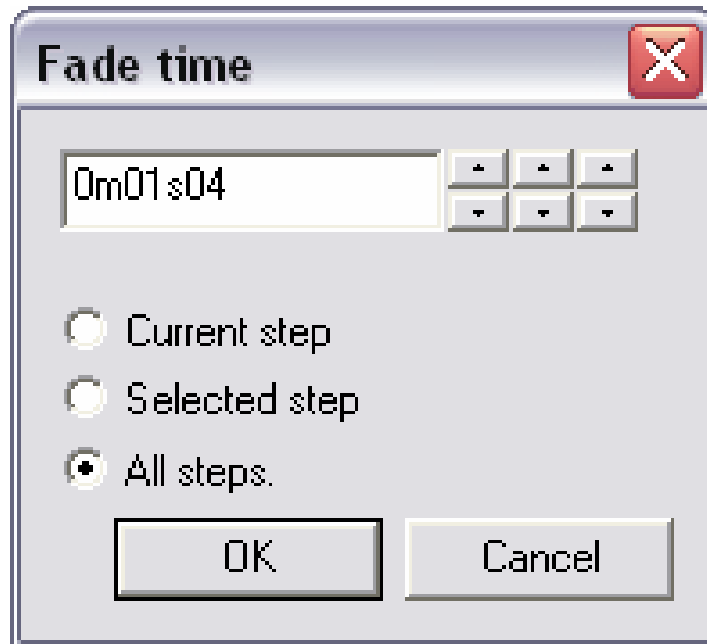 Fade time
0m01s04
Current step
Selected step
All steps.
OK
Cancel